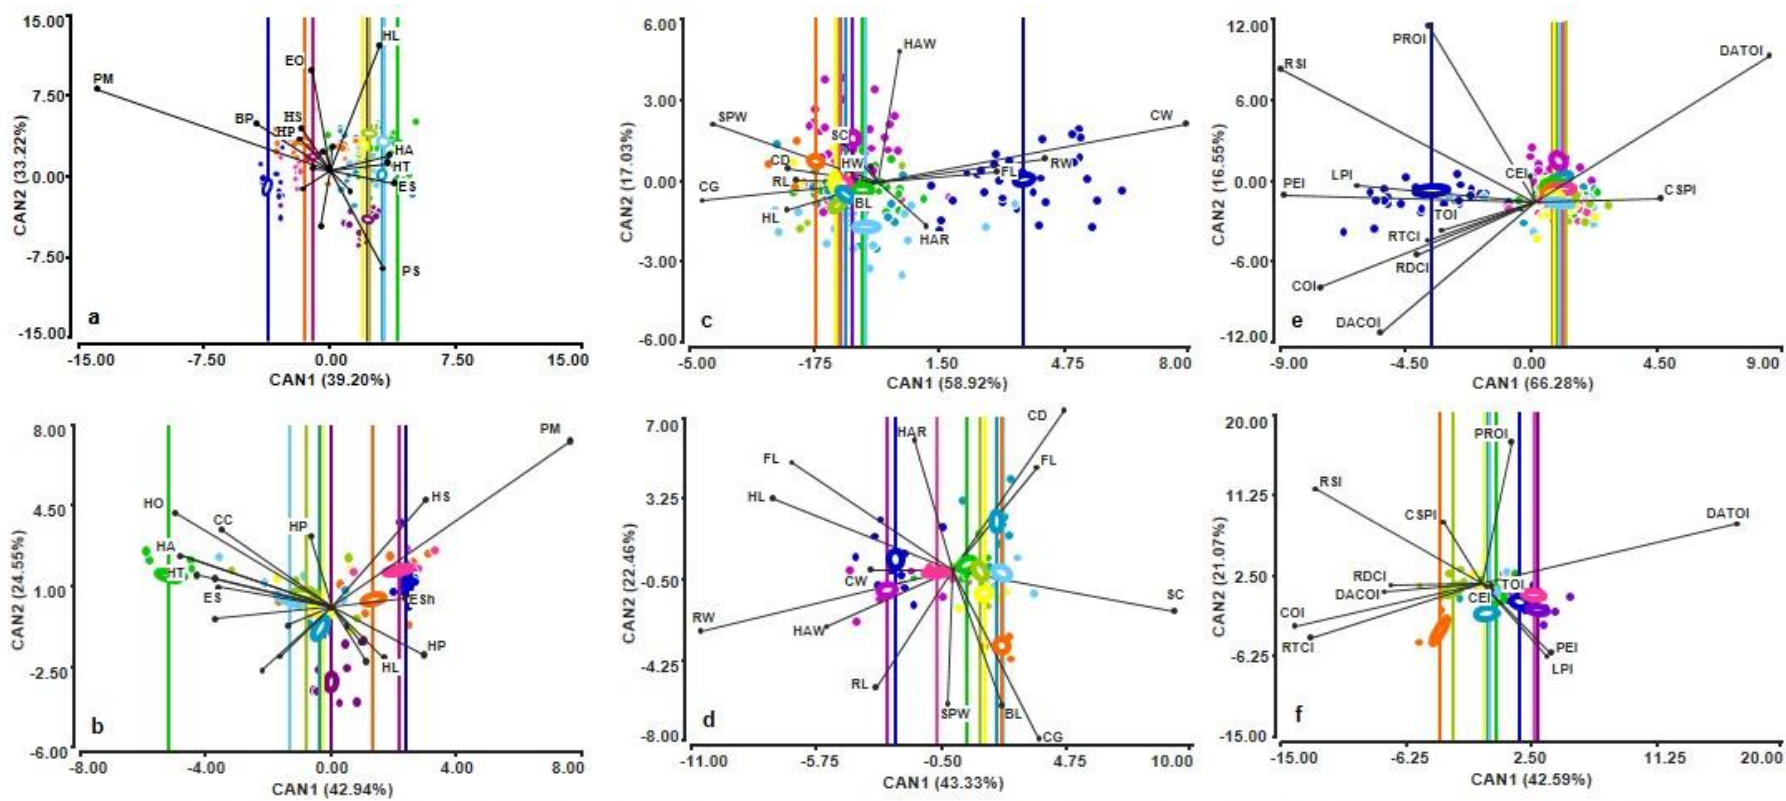 15.00
7.50
0.00
-7.50
-15.00
CAN2 (33.22%)
PM
HL
EO
BP
HS
HP
HA
HT
ES
PS
a
-15.00 -7.50 0.00 7.50 15.00
CAN1 (39.20%)
6.00
3.00
0.00
-3.00
-6.00
CAN2 (17.03%)
HAW
SPW
CW
SC
CD
HW
RW
FL
RL
CG
BL
HL
HAR
c
-5.00 -175 1.50 4.75 8.00
CAN1 (58.92%)
12.00
6.00
0.00
-6.00
-12.00
CAN2 (16.55%)
PROI
DATOI
RSI
CEI
LPI
PEI
CSPI
TOI
RTCI
RDCI
COI
DACOI
e
-9.00 -4.50 0.00 4.50 9.00
CAN1 (66.28%)
8.00
4.50
1.00
-2.50
-6.00
CAN2 (24.55%)
PM
HO
HS
CC
HP
HA
HT
ES
ESh
HP
HL
b
-8.00 -4.00 0.00 4.00 8.00
CAN1 (42.94%)
7.00
3.25
-0.50
-4.25
-8.00
CAN2 (22.46%)
CD
HAR
FL
FL
HL
CW
SC
RW
HAW
RL
SPW
BL
CG
d
-11.00 -5.75 -0.50 4.75 10.00
CAN1 (43.33%)
20.00
11.25
2.50
-6.25
-15.00
CAN2 (21.07%)
PROI
RSI
CSPI
DATOI
RDCI
TOI
DACOI
CEI
COI
RTCI
PEI
LPI
f
-15.00 -6.25 2.50 11.25 20.00
CAN1 (42.59%)